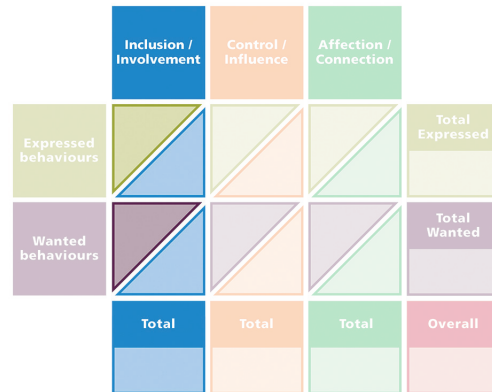 Inclusion /
Involvement
Control /
Influence
Affection /
Connection
Expressed
behaviours
Total
Expressed
Wanted
behaviours
Total
Wanted
Total
Total
Total
Overall